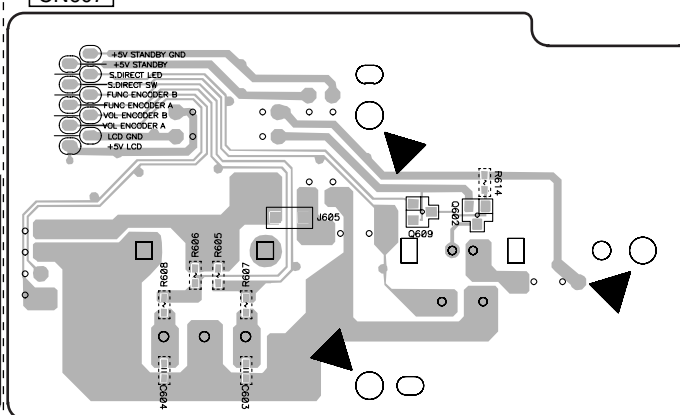 +5V STANDBY GND
+5V STANDBY
S.DIRECT LED
S.DIRECT SW
FUNC ENCODER B
FUNC ENCODER A
VOL ENCODER B
VOL ENCODER A
LCD GND
+5V LCD
R614
J605
Q602
Q609
R606
R605
R608
R607
C604
C603